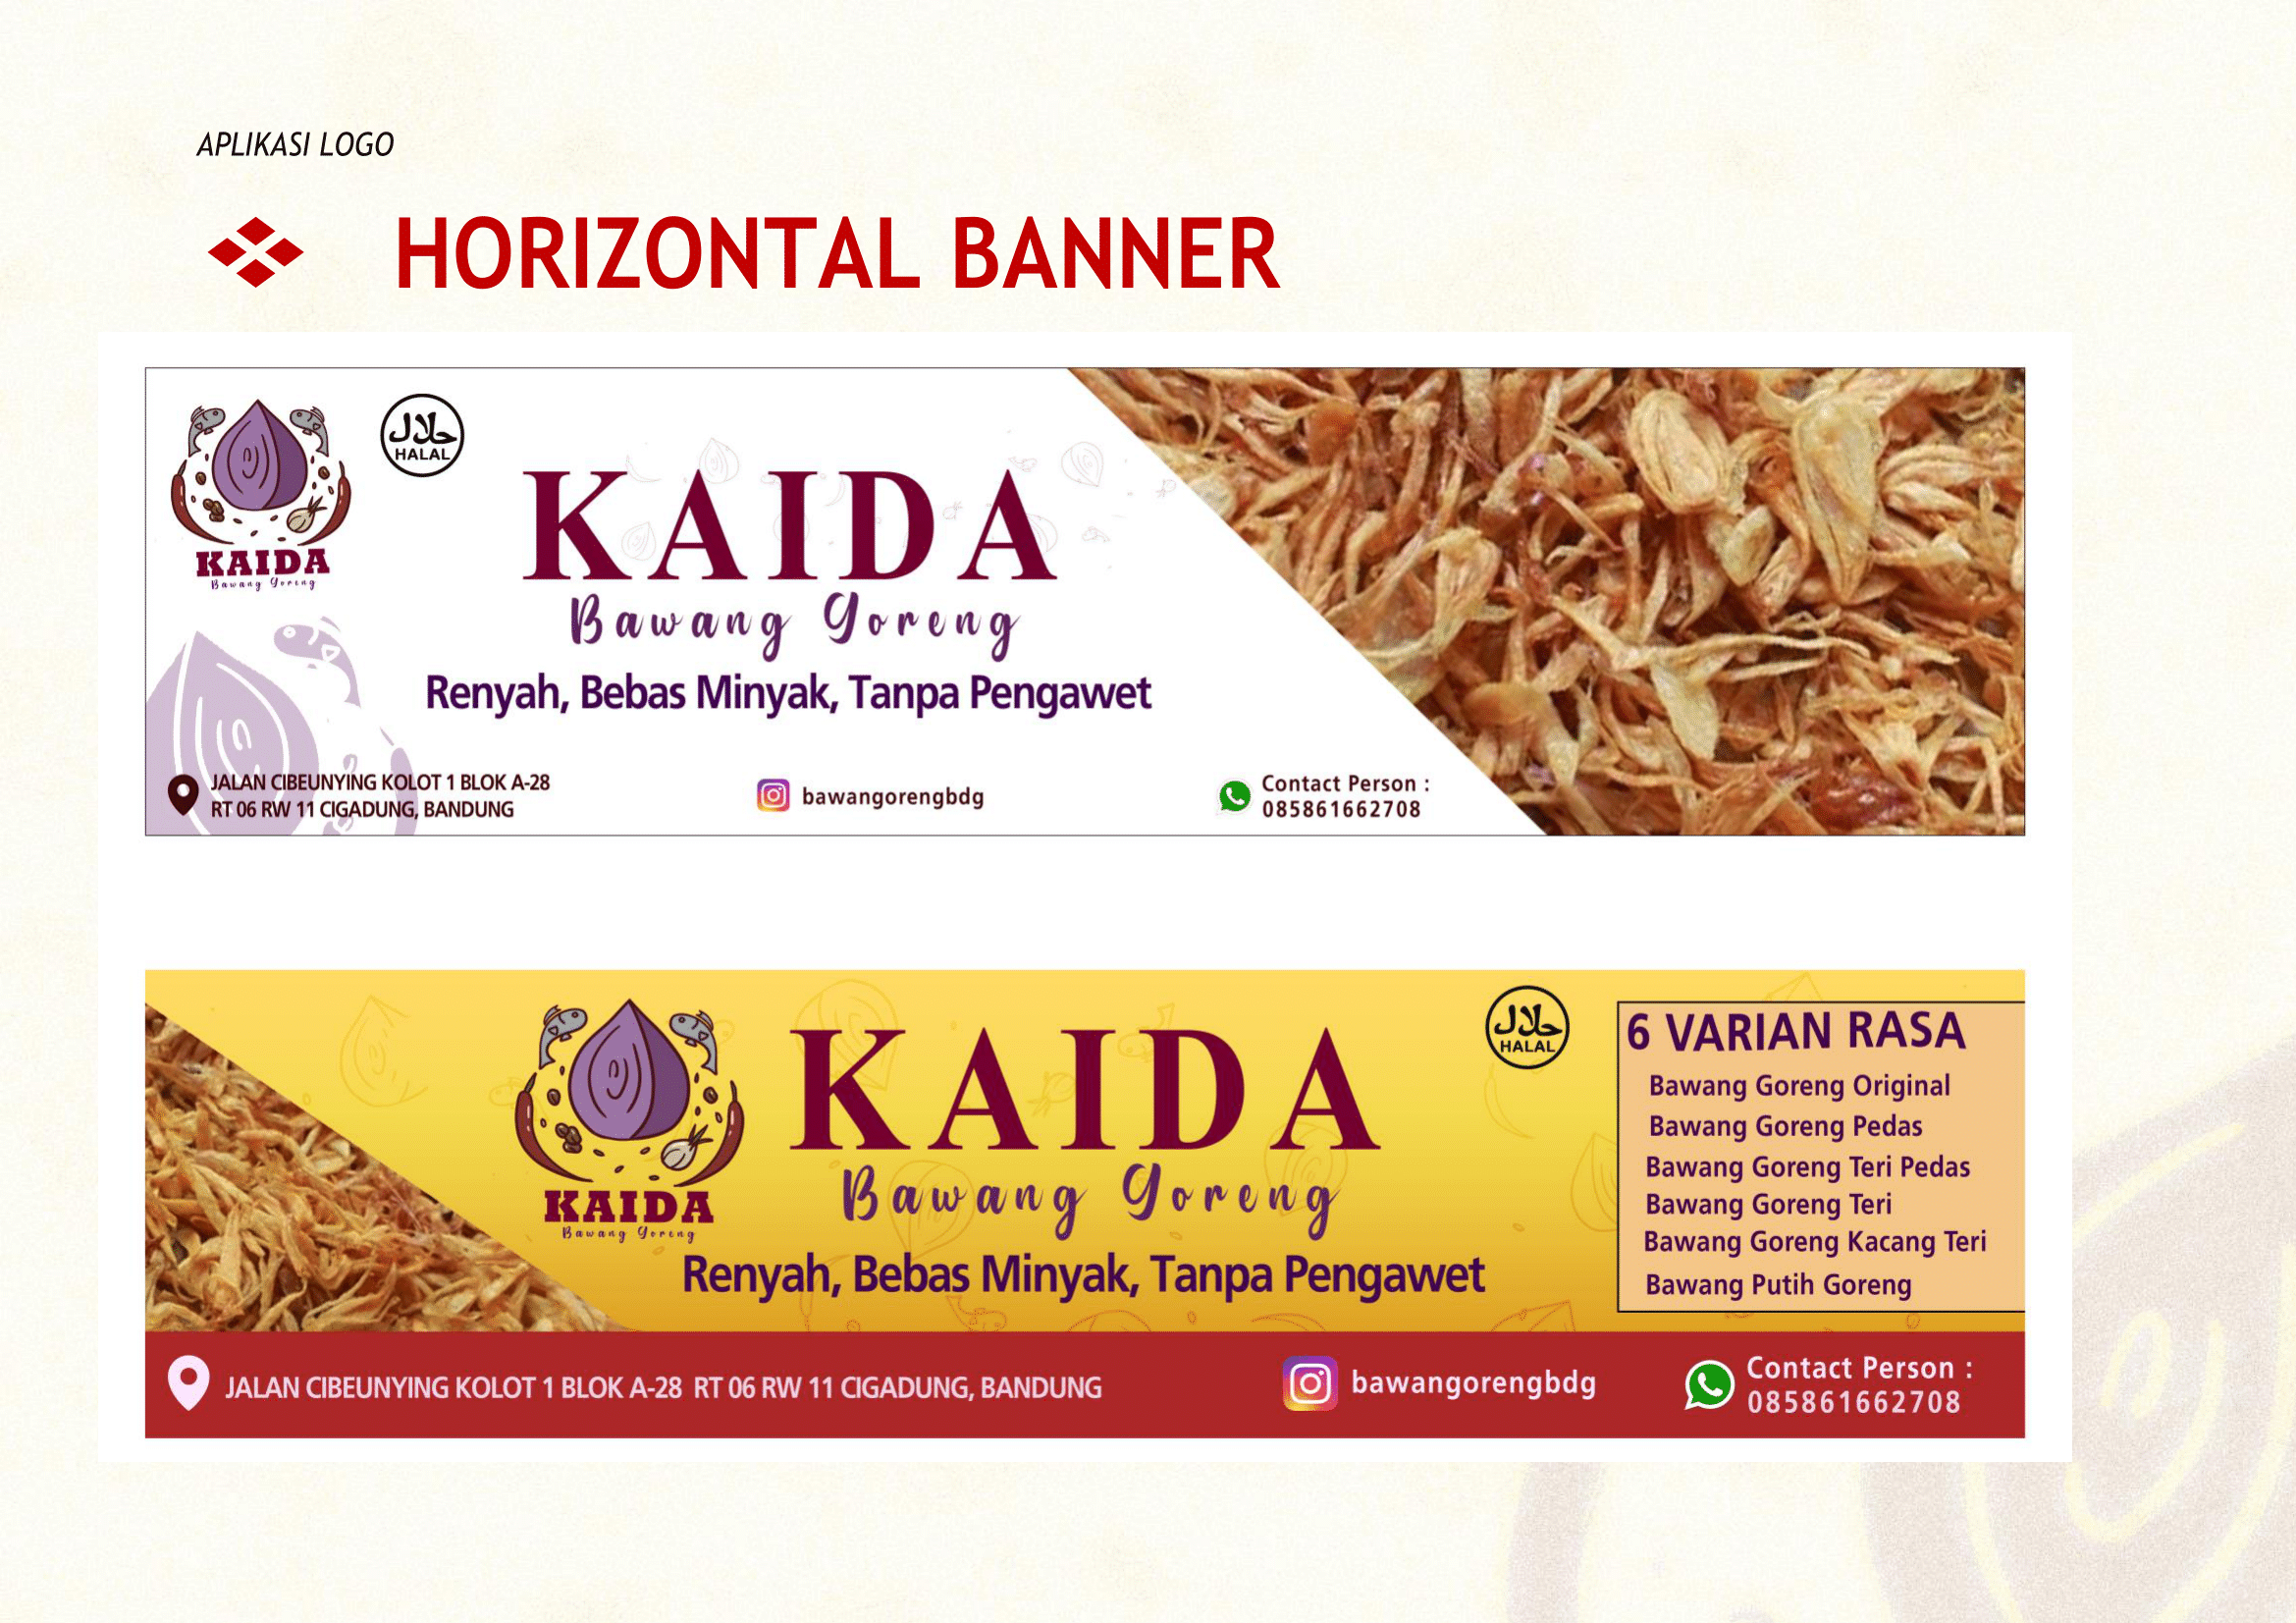 APLIKASI LOGO
HORIZONTAL BANNER
حلال
HALAL
KAIDA
Bawang Goreng
KAIDA
Bawang Goreng
Renyah, Bebas Minyak, Tanpa Pengawet
JALAN CIBEUNYING KOLOT 1 BLOK A-28
RT 06 RW 11 CIGADUNG, BANDUNG
bawangorengbdg
Contact Person :
085861662708
KAIDA
Bawang Goreng
KAIDA
Bawang Goreng
Renyah, Bebas Minyak, Tanpa Pengawet
حلال
HALAL
6 VARIAN RASA
Bawang Goreng Original
Bawang Goreng Pedas
Bawang Goreng Teri Pedas
Bawang Goreng Teri
Bawang Goreng Kacang Teri
Bawang Putih Goreng
JALAN CIBEUNYING KOLOT 1 BLOK A-28 RT 06 RW 11 CIGADUNG, BANDUNG
bawangorengbdg
Contact Person :
085861662708